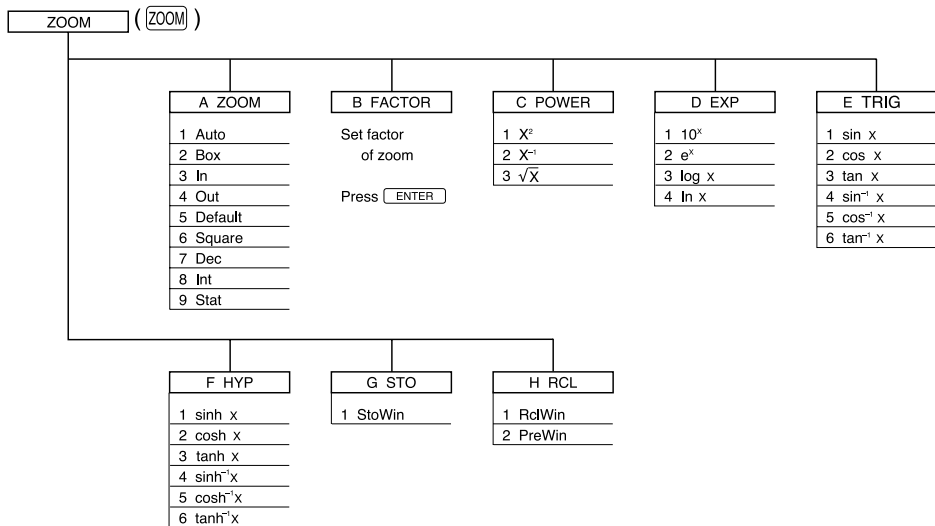 ZOOM ( ZOOM )
A ZOOM
1 Auto
2 Box
3 In
4 Out
5 Default
6 Square
7 Dec
8 Int
9 Stat
B FACTOR
Set factor
of zoom
Press ENTER
C POWER
1 X²
2 X⁻¹
3 √X
D EXP
1 10ˣ
2 eˣ
3 log x
4 ln x
E TRIG
1 sin x
2 cos x
3 tan x
4 sin⁻¹ x
5 cos⁻¹ x
6 tan⁻¹ x
F HYP
1 sinh x
2 cosh x
3 tanh x
4 sinh⁻¹x
5 cosh⁻¹x
6 tanh⁻¹x
G STO
1 StoWin
H RCL
1 RclWin
2 PreWin